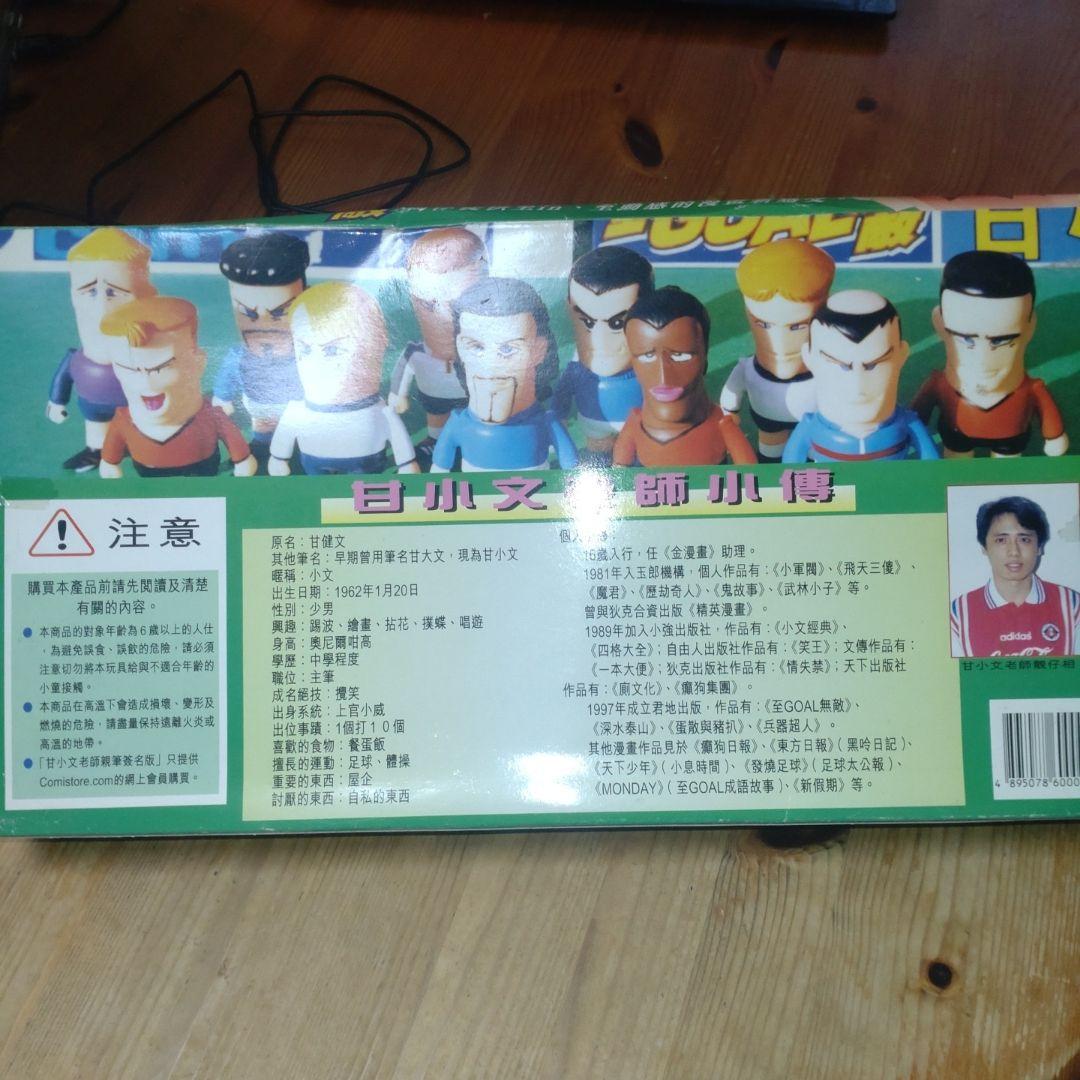 GOAL敵
甘
甘小文 師小傳
注意
購買本產品前請先閱讀及清楚
有關的內容。
● 本商品的對象年齡為6歲以上的人仕
，為避免誤食、誤飲的危險，請必須
注意切勿將本玩具給與不適合年齡的
小童接觸。
● 本商品在高溫下會造成損壞、變形及
燃燒的危險，請盡量保持遠離火炎或
高溫的地帶。
● 「甘小文老師親筆簽名版」只提供
Comistore.com的網上會員購買。
原名：甘健文
其他筆名：早期曾用筆名甘大文，現為甘小文
暱稱：小文
出生日期：1962年1月20日
性別：少男
興趣：踢波、繪畫、拈花、撲蝶、唱遊
身高：奧尼爾咁高
學歷：中學程度
職位：主筆
成名絕技：攪笑
出身系統：上官小威
出位事蹟：1個打10個
喜歡的食物：餐蛋飯
擅長的運動：足球、體操
重要的東西：屋企
討厭的東西：自私的東西
個人
歲入行，任《金漫畫》助理。
1981年入玉郎機構，個人作品有：《小軍閥》、《飛天三傻》、
《魔君》、《歷劫奇人》、《鬼故事》、《武林小子》等。
曾與狄克合資出版《精英漫畫》。
1989年加入小強出版社，作品有：《小文經典》、
《四格大全》；自由人出版社作品有：《笑王》；文傳作品有：
《一本大便》；狄克出版社作品有：《情失禁》；天下出版社
作品有：《廁文化》、《癲狗集團》。
1997年成立君地出版，作品有：《至GOAL無敵》、
《深水泰山》、《蛋散與豬扒》、《兵器超人》。
其他漫畫作品見於《癲狗日報》、《東方日報》（黑吟日記）、
《天下少年》（小息時間）、《發燒足球》（足球太公報）、
《MONDAY》（至GOAL成語故事）、《新假期》等。
adidas
Coca-Cola
甘小文老師靚仔相
4 895078 6000